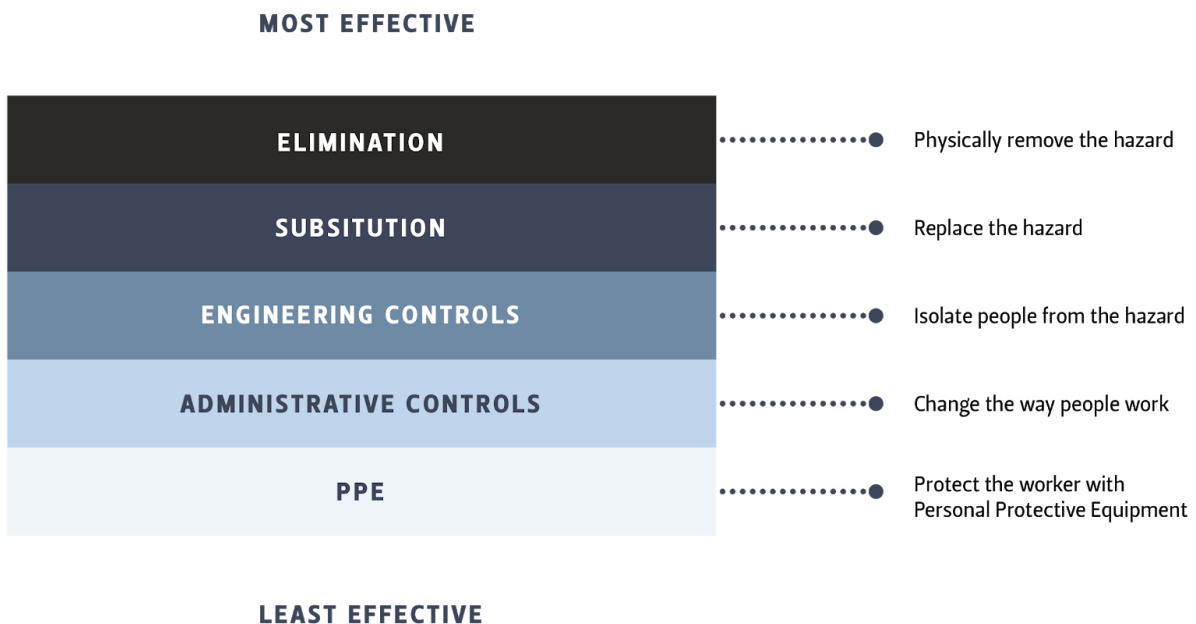 MOST EFFECTIVE
ELIMINATION
Physically remove the hazard
SUBSITUTION
Replace the hazard
ENGINEERING CONTROLS
Isolate people from the hazard
ADMINISTRATIVE CONTROLS
Change the way people work
PPE
Protect the worker with
Personal Protective Equipment
LEAST EFFECTIVE